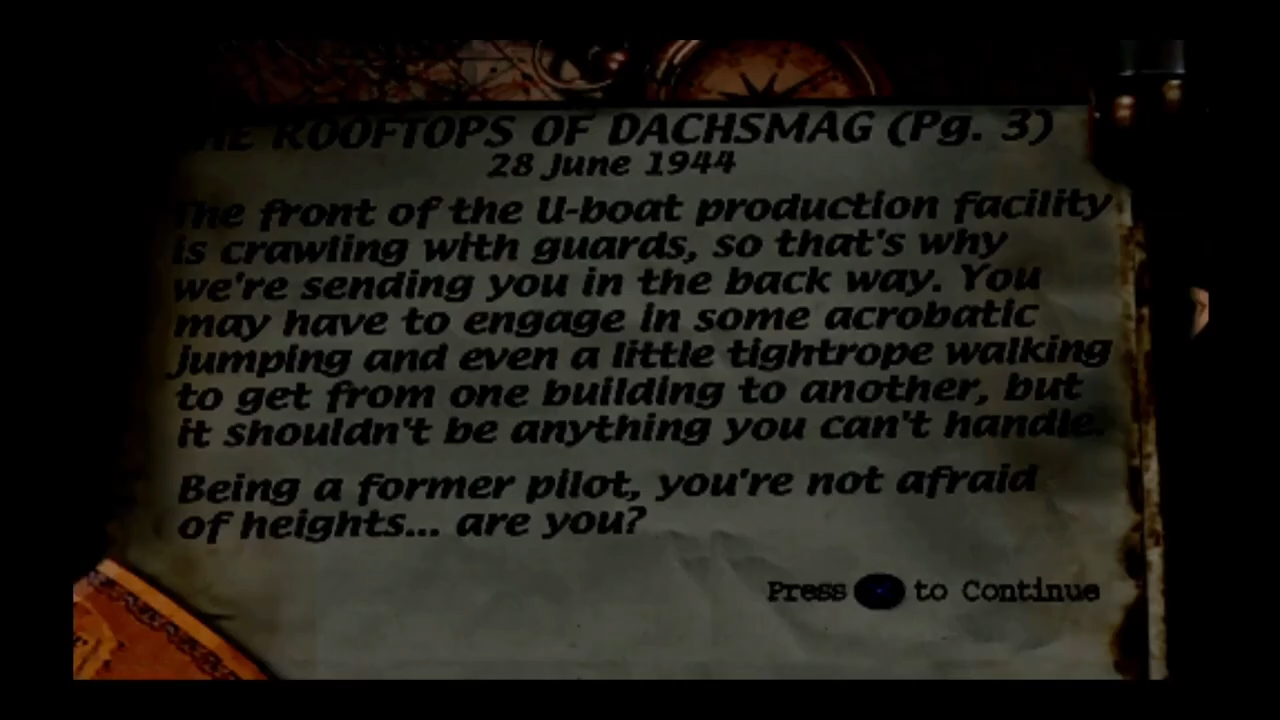 THE ROOFTOPS OF DACHSMAG (Pg. 3)
28 June 1944
The front of the U-boat production facility
is crawling with guards, so that's why
we're sending you in the back way. You
may have to engage in some acrobatic
jumping and even a little tightrope walking
to get from one building to another, but
it shouldn't be anything you can't handle.
Being a former pilot, you're not afraid
of heights... are you?
Press to Continue